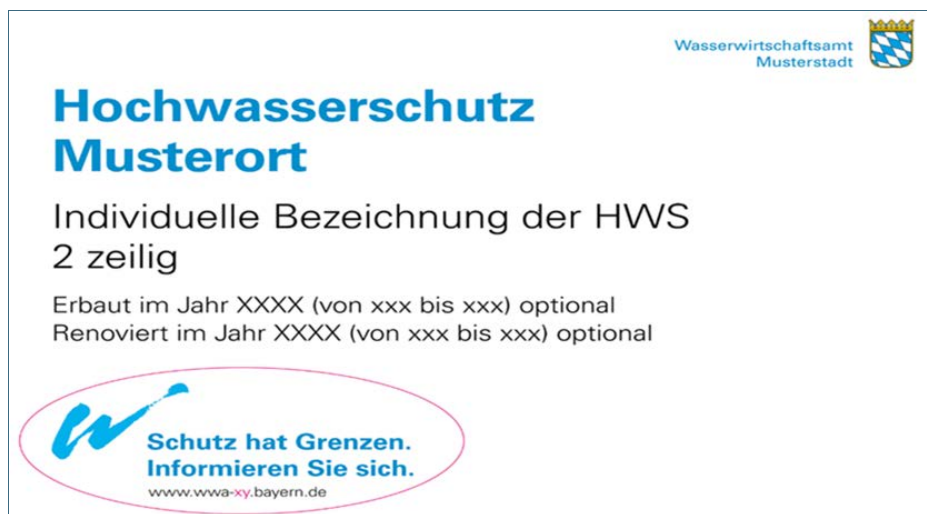 Wasserwirtschaftsamt
Musterstadt
Hochwasserschutz
Musterort
Individuelle Bezeichnung der HWS
2 zeilig
Erbaut im Jahr XXXX (von xxx bis xxx) optional
Renoviert im Jahr XXXX (von xxx bis xxx) optional
Schutz hat Grenzen.
Informieren Sie sich.
www.wwa-xy.bayern.de